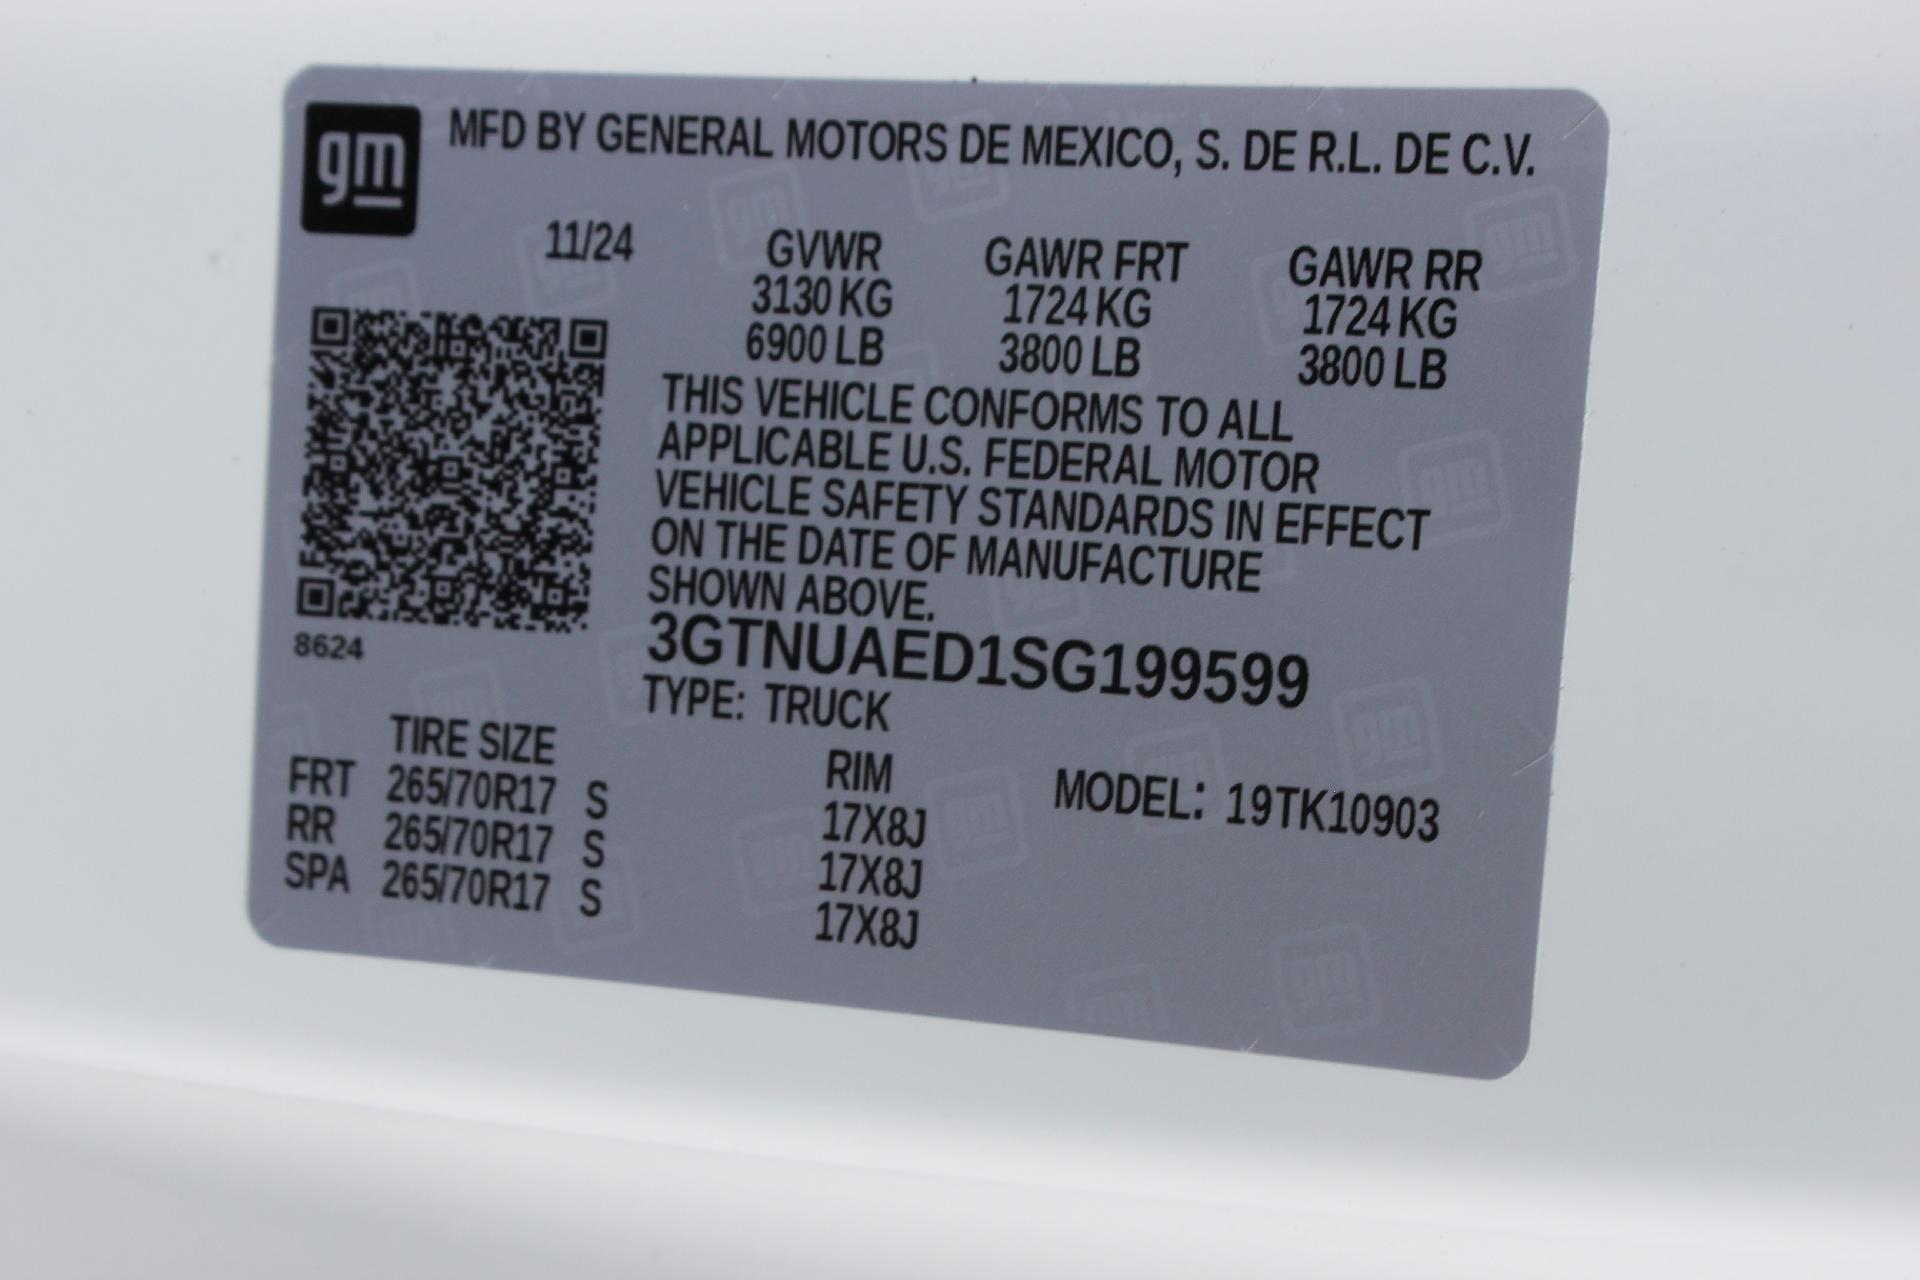 gm MFD BY GENERAL MOTORS DE MEXICO, S. DE R.L. DE C.V.
11/24 GVWR GAWR FRT GAWR RR
3130 KG 1724 KG 1724 KG
6900 LB 3800 LB 3800 LB
THIS VEHICLE CONFORMS TO ALL
APPLICABLE U.S. FEDERAL MOTOR
VEHICLE SAFETY STANDARDS IN EFFECT
ON THE DATE OF MANUFACTURE
SHOWN ABOVE.
8624
3GTNUAED1SG199599
TYPE: TRUCK
TIRE SIZE RIM MODEL: 19TK10903
FRT 265/70R17 S 17X8J
RR 265/70R17 S 17X8J
SPA 265/70R17 S 17X8J